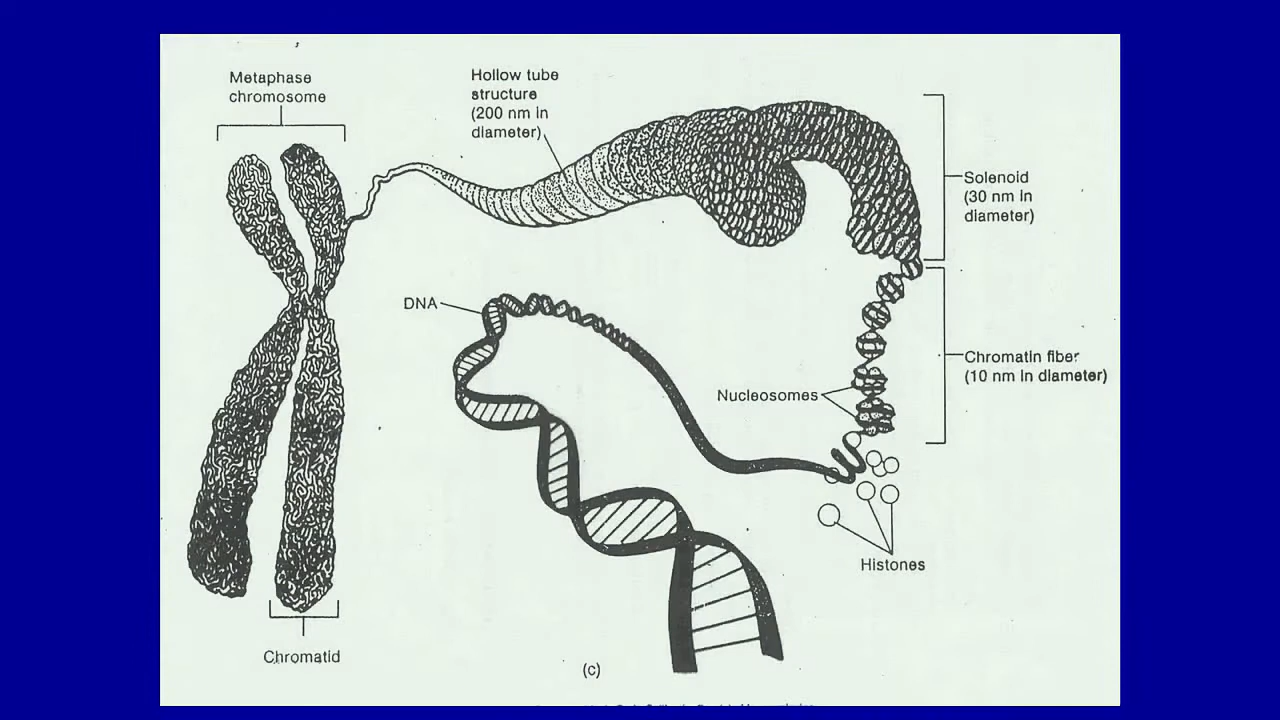 Metaphase
chromosome
Hollow tube
structure
(200 nm in
diameter)
Solenoid
(30 nm in
diameter)
DNA
Chromatin fiber
(10 nm in diameter)
Nucleosomes
Histones
Chromatid
(c)